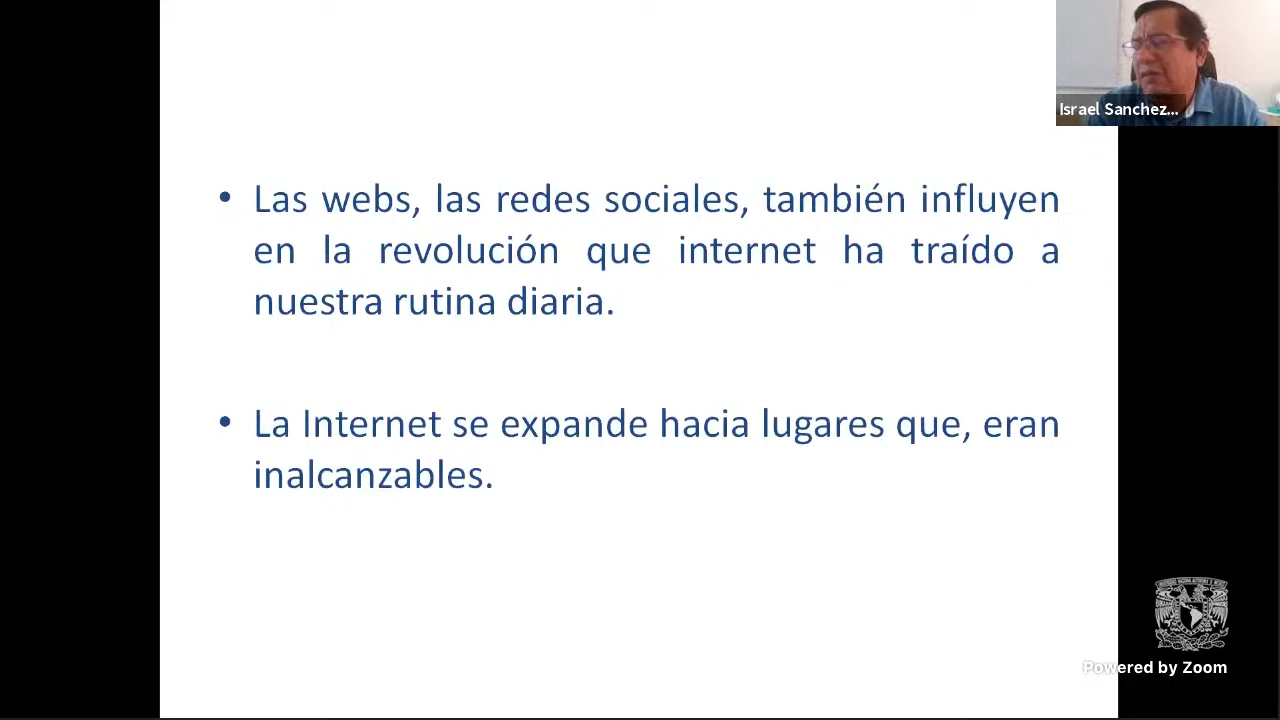 Israel Sanchez...
• Las webs, las redes sociales, también influyen
en la revolución que internet ha traído a
nuestra rutina diaria.
• La Internet se expande hacia lugares que, eran
inalcanzables.
Powered by Zoom